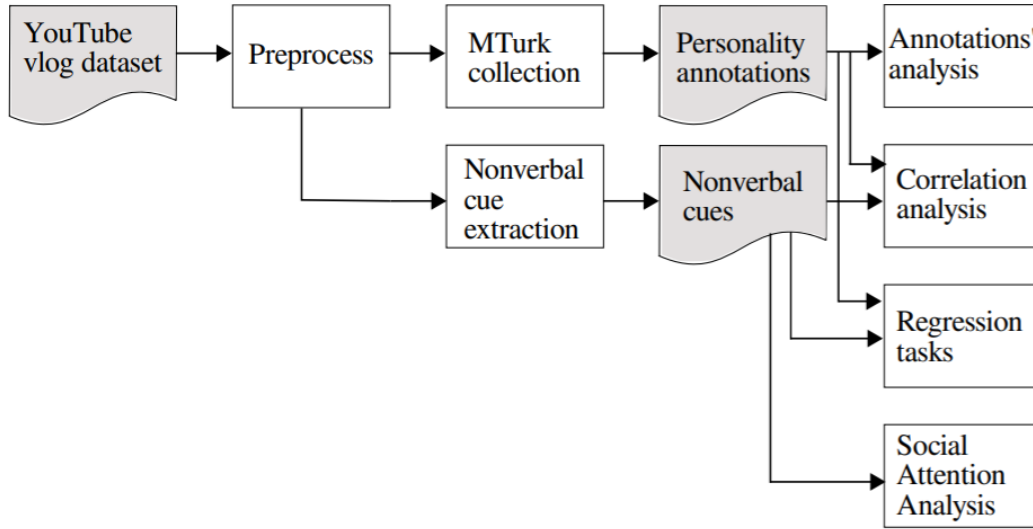 YouTube
vlog dataset
Preprocess
MTurk
collection
Personality
annotations
Annotations'
analysis
Nonverbal
cue
extraction
Nonverbal
cues
Correlation
analysis
Regression
tasks
Social
Attention
Analysis